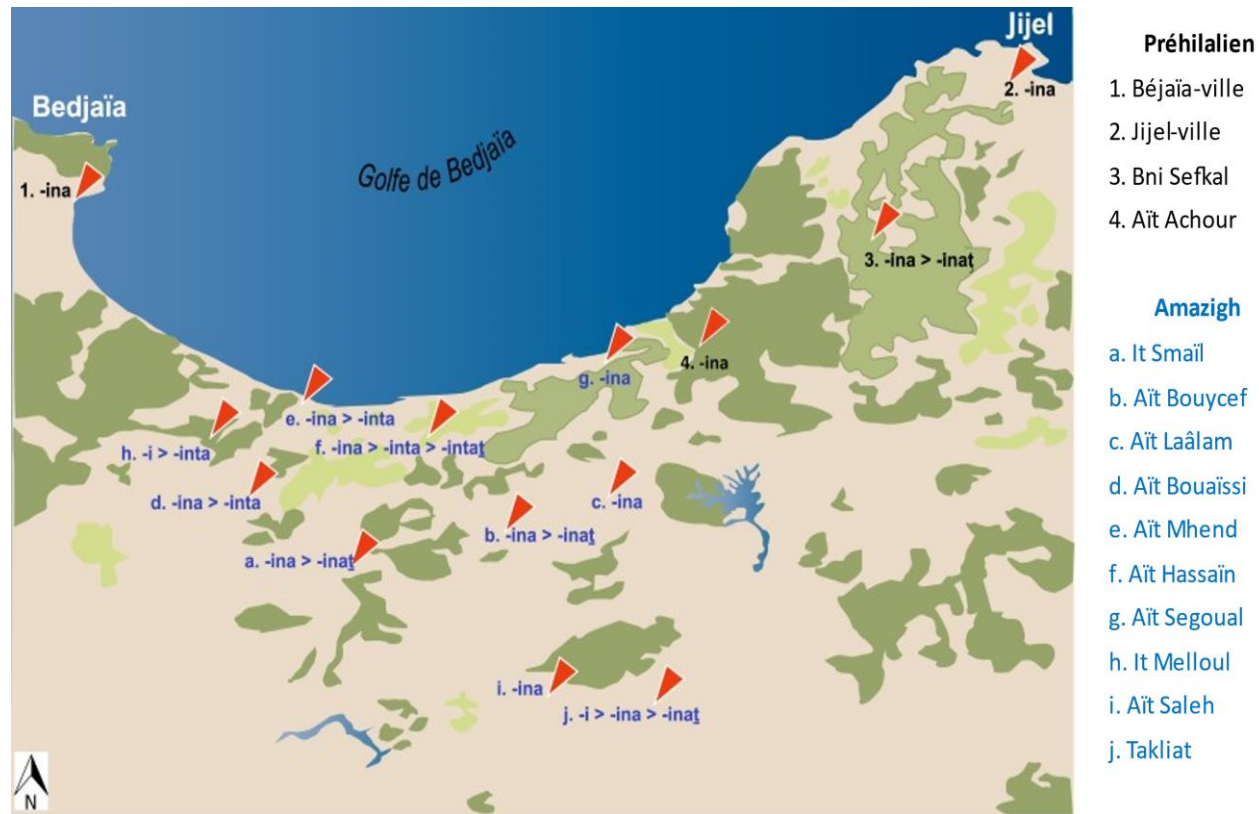 Jijel
2. -ina
Bedjaïa
Golfe de Bedjaïa
1. -ina
3. -ina > -inaṯ
4. -ina
g. -ina
e. -ina > -inta
f. -ina > -inta > -intaṯ
h. -i > -inta
d. -ina > -inta
c. -ina
b. -ina > -inaṯ
a. -ina > -inaṯ
i. -ina
j. -i > -ina > -inaṯ
N
Préhilalien
1. Béjaïa-ville
2. Jijel-ville
3. Bni Sefkal
4. Aït Achour
Amazigh
a. It Smaïl
b. Aït Bouycef
c. Aït Laâlam
d. Aït Bouaïssi
e. Aït Mhend
f. Aït Hassaïn
g. Aït Segoual
h. It Melloul
i. Aït Saleh
j. Takliat